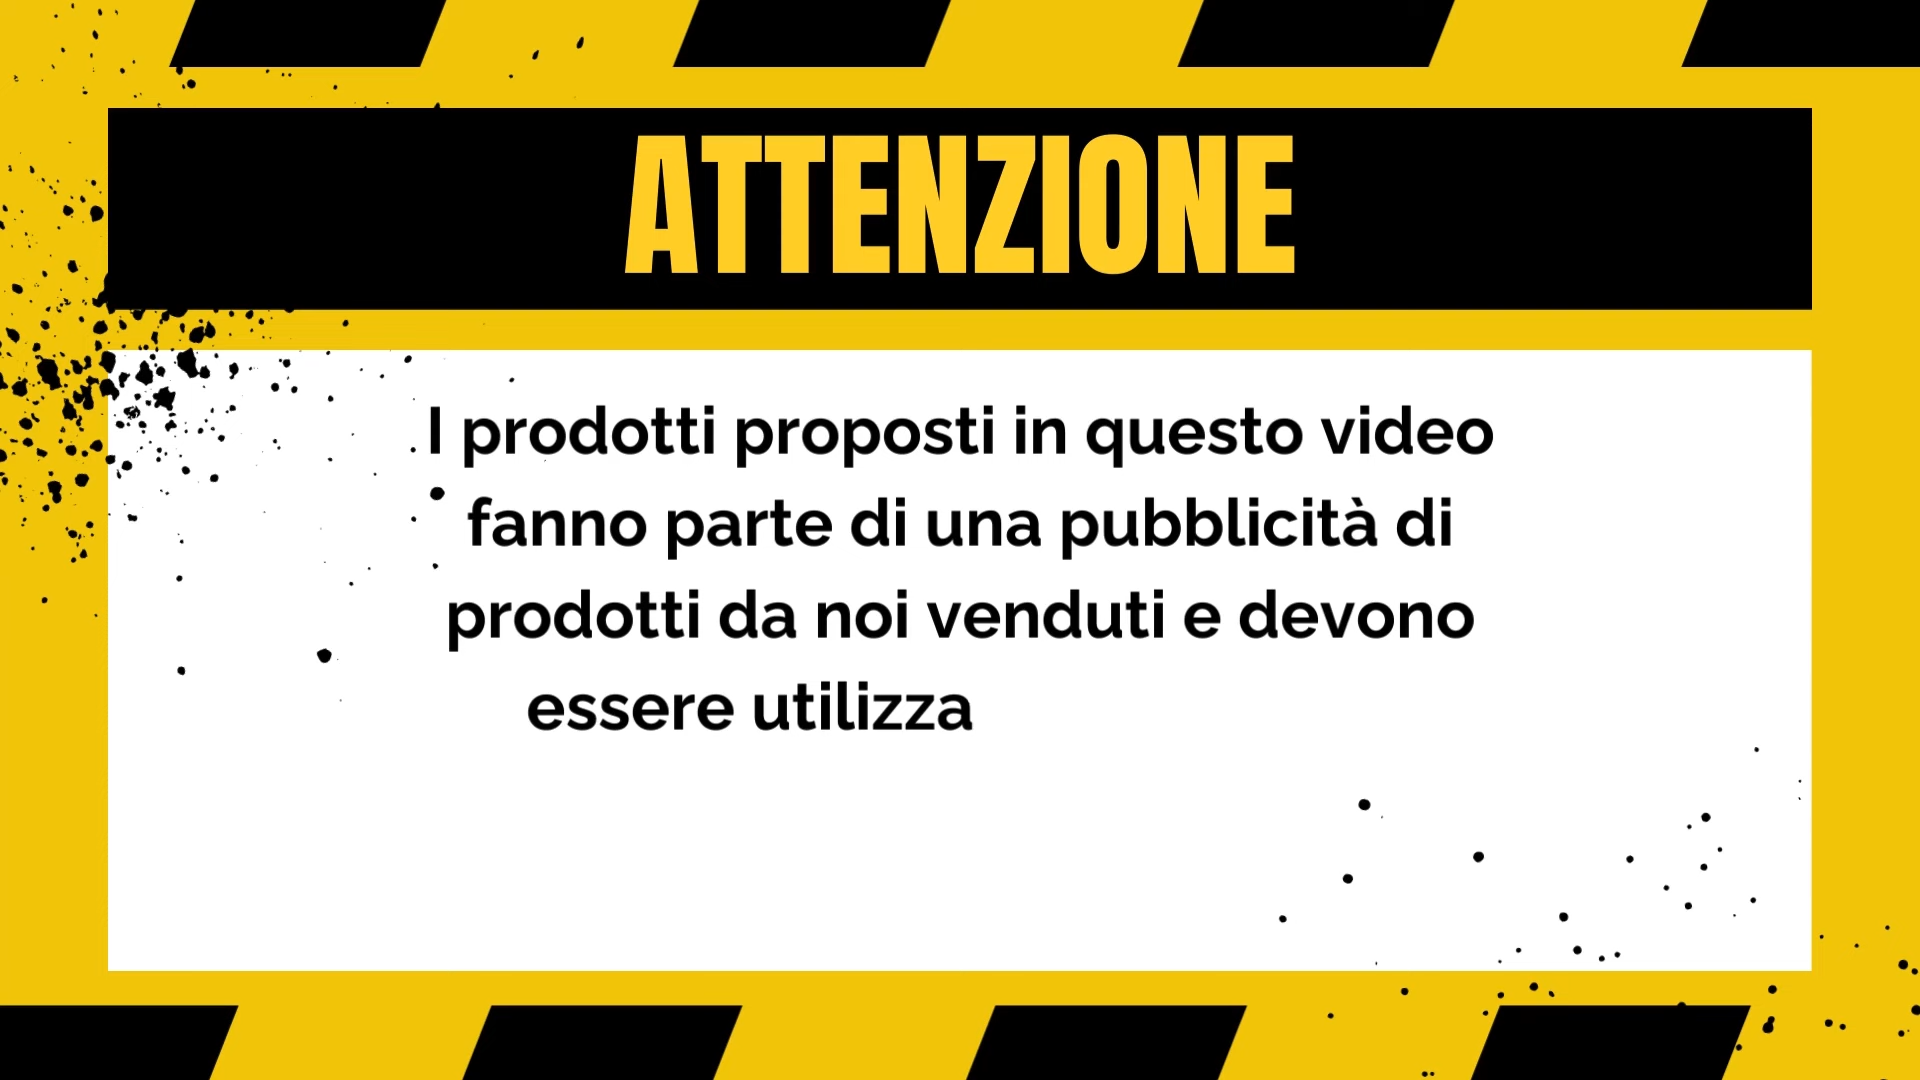 ATTENZIONE
I prodotti proposti in questo video
fanno parte di una pubblicità di
prodotti da noi venduti e devono
essere utilizza